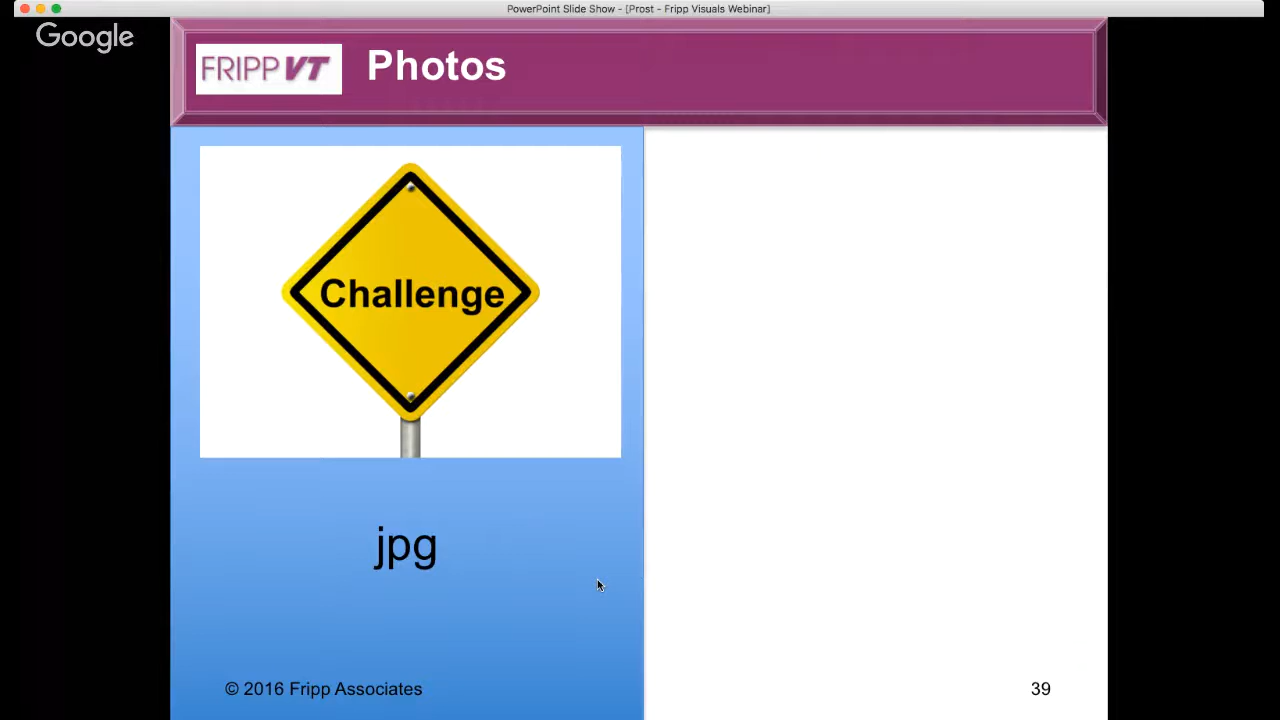 PowerPoint Slide Show - [Prost - Fripp Visuals Webinar]
Google
FRIPP VT
Photos
Challenge
jpg
© 2016 Fripp Associates
39